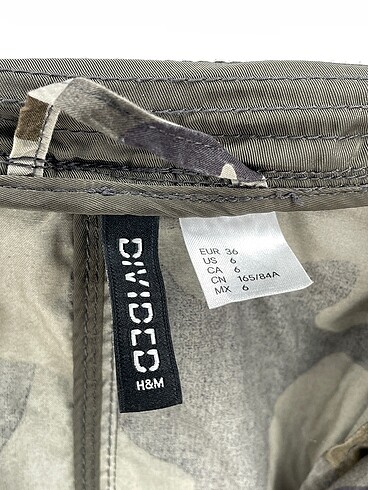 DIVIDED
H&M
EUR 36
US 6
CA 6
CN 165/84A
MX 6